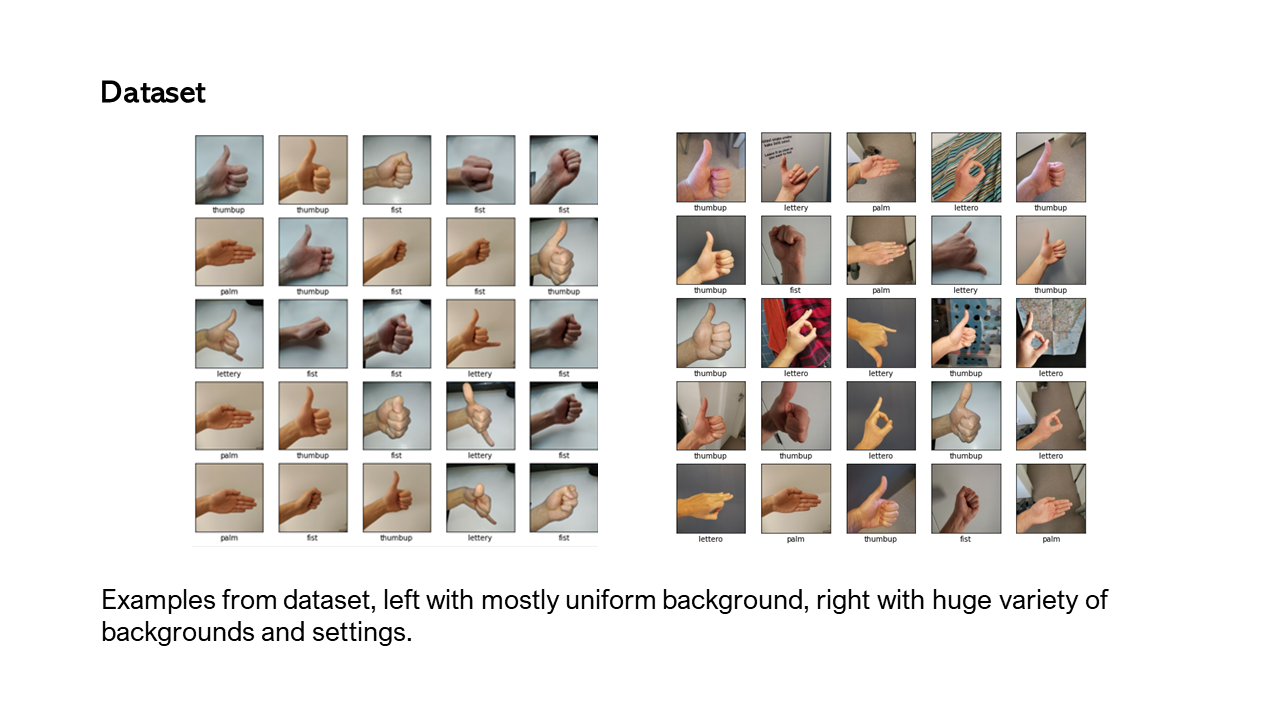 Dataset
thumbup thumbup fist fist fist
palm thumbup fist fist thumbup
lettery fist fist lettery fist
palm thumbup fist lettery fist
palm fist thumbup lettery fist
thumbup lettery palm lettero thumbup
thumbup fist palm lettery thumbup
thumbup lettero lettery thumbup lettero
thumbup thumbup lettero thumbup lettero
lettero palm thumbup fist palm
Examples from dataset, left with mostly uniform background, right with huge variety of
backgrounds and settings.